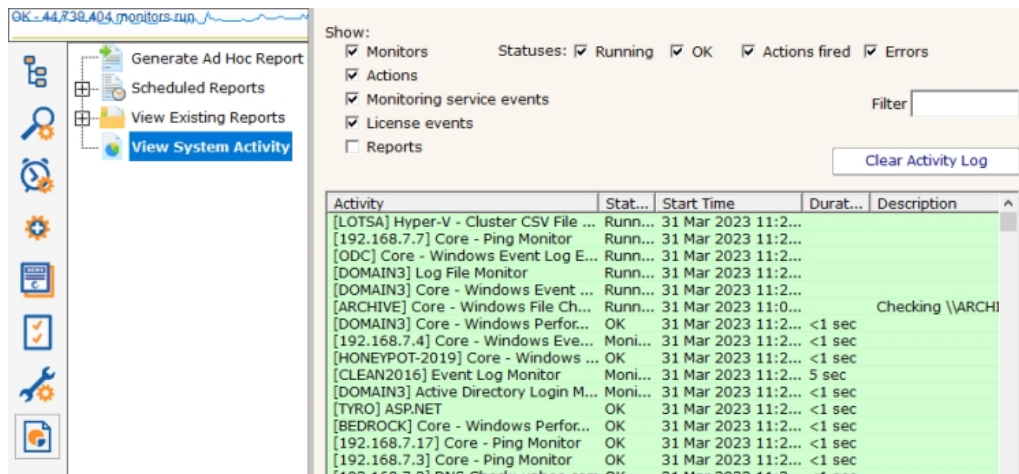 OK - 44,739,404 monitors run
Generate Ad Hoc Report
Scheduled Reports
View Existing Reports
View System Activity
Show:
Monitors Statuses: Running OK Actions fired Errors
Actions
Monitoring service events
License events
Reports
Filter
Clear Activity Log
Activity Stat... Start Time Durat... Description
[LOTSA] Hyper-V - Cluster CSV File ... Runn... 31 Mar 2023 11:2...
[192.168.7.7] Core - Ping Monitor Runn... 31 Mar 2023 11:2...
[ODC] Core - Windows Event Log E... Runn... 31 Mar 2023 11:2...
[DOMAIN3] Log File Monitor Runn... 31 Mar 2023 11:2...
[DOMAIN3] Core - Windows Event ... Runn... 31 Mar 2023 11:2...
[ARCHIVE] Core - Windows File Ch... Runn... 31 Mar 2023 11:0... Checking \\ARCHI
[DOMAIN3] Core - Windows Perfor... OK 31 Mar 2023 11:2... <1 sec
[192.168.7.4] Core - Windows Eve... Moni... 31 Mar 2023 11:2... <1 sec
[HONEYPOT-2019] Core - Windows ... OK 31 Mar 2023 11:2... <1 sec
[CLEAN2016] Event Log Monitor Moni... 31 Mar 2023 11:2... 5 sec
[DOMAIN3] Active Directory Login M... Moni... 31 Mar 2023 11:2... <1 sec
[TYRO] ASP.NET OK 31 Mar 2023 11:2... <1 sec
[BEDROCK] Core - Windows Perfor... OK 31 Mar 2023 11:2... <1 sec
[192.168.7.17] Core - Ping Monitor OK 31 Mar 2023 11:2... <1 sec
[192.168.7.3] Core - Ping Monitor OK 31 Mar 2023 11:2... <1 sec